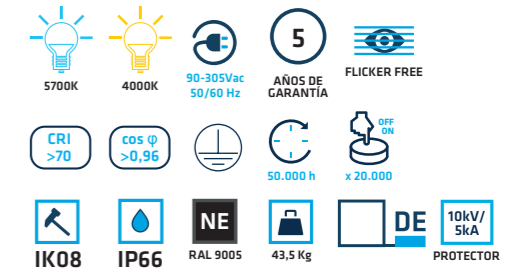 5700K
4000K
90-305Vac
50/60 Hz
5
AÑOS DE
GARANTÍA
FLICKER FREE
CRI
>70
cos φ
>0,96
50.000 h
OFF
ON
x 20.000
IK08
IP66
NE
RAL 9005
43,5 Kg
DE
10kV/
5kA
PROTECTOR